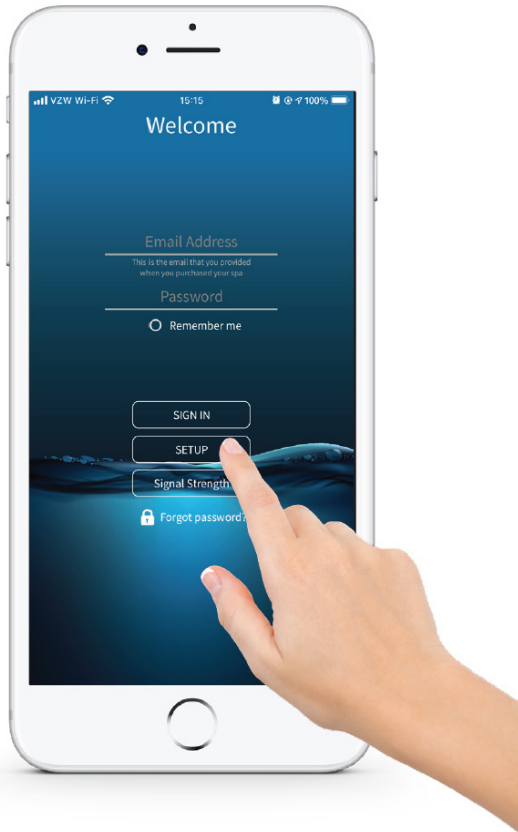 VZW Wi-Fi 15:15 100%
Welcome
Email Address
This is the email that you provided
when you purchased your spa
Password
Remember me
SIGN IN
SETUP
Signal Strength
Forgot password?